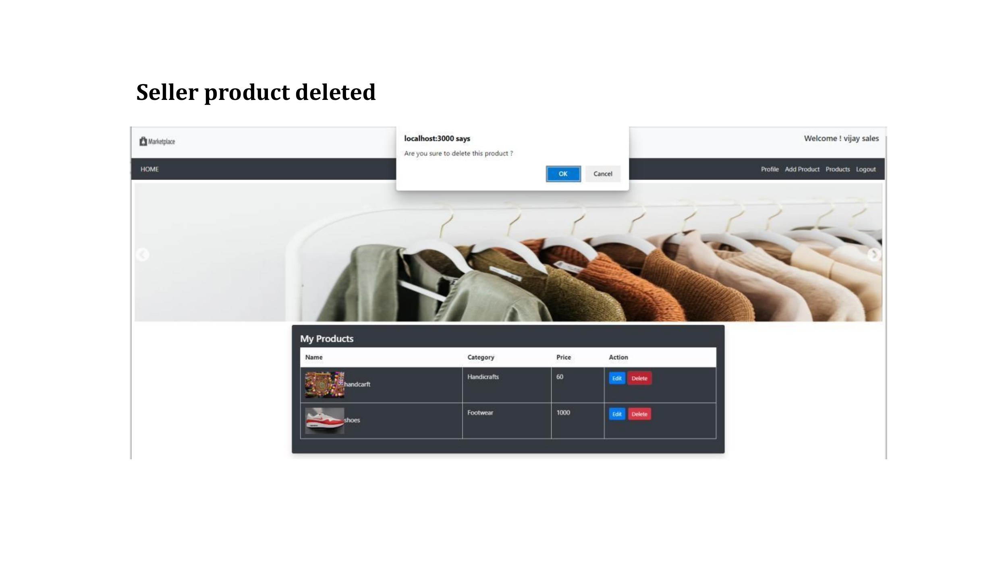 Seller product deleted
Marketplace
localhost:3000 says
Are you sure to delete this product ?
OK Cancel
Welcome ! vijay sales
HOME Profile Add Product Products Logout
My Products
Name Category Price Action
handcarft Handicrafts 60 Edit Delete
shoes Footwear 1000 Edit Delete